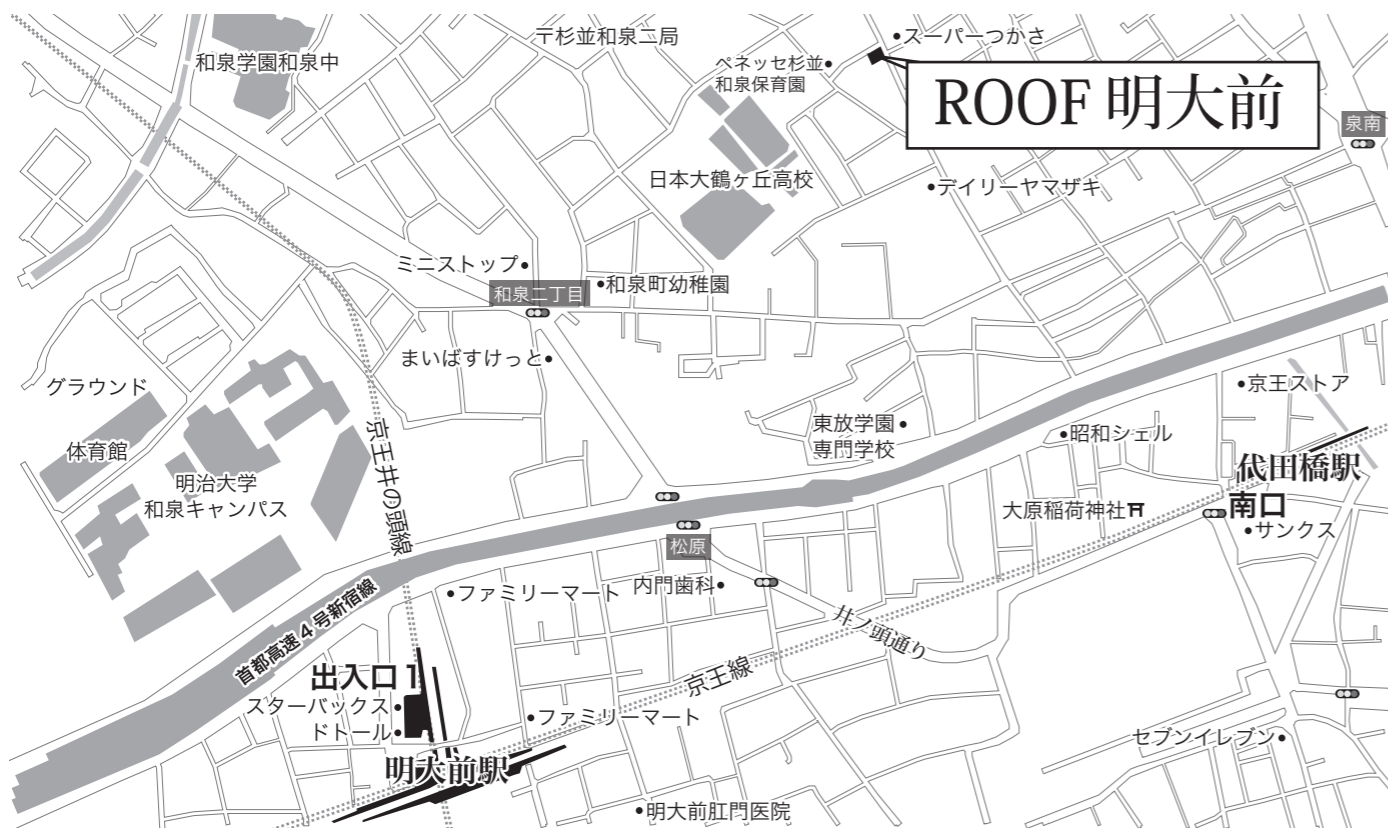 〒杉並和泉二局
スーパーつかさ
和泉学園和泉中
ベネッセ杉並
和泉保育園
ROOF 明大前
泉南
日本大鶴ヶ丘高校
デイリーヤマザキ
ミニストップ
和泉二丁目
和泉町幼稚園
まいばすけっと
グラウンド
京王ストア
体育館
京王井の頭線
東放学園
専門学校
昭和シェル
明治大学
和泉キャンパス
代田橋駅
南口
大原稲荷神社
サンクス
松原
ファミリーマート
内門歯科
首都高速4号新宿線
井ノ頭通り
出入口1
京王線
スターバックス
ファミリーマート
ドトール
セブンイレブン
明大前駅
明大前肛門医院